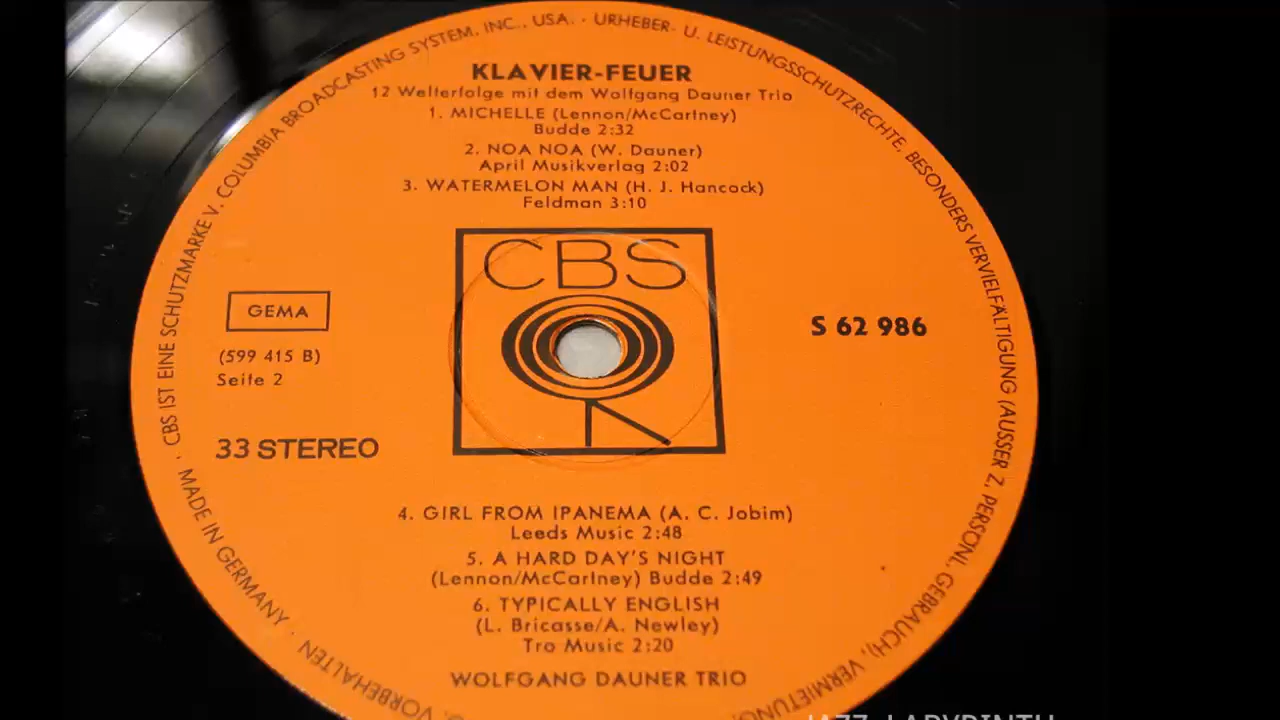 KLAVIER-FEUER
12 Welterfolge mit dem Wolfgang Dauner Trio
1. MICHELLE (Lennon/McCartney)
Budde 2:32
2. NOA NOA (W. Dauner)
April Musikverlag 2:02
3. WATERMELON MAN (H. J. Hancock)
Feldman 3:10
CBS
GEMA
(599 415 B)
Seite 2
33 STEREO
S 62 986
4. GIRL FROM IPANEMA (A. C. Jobim)
Leeds Music 2:48
5. A HARD DAY'S NIGHT
(Lennon/McCartney) Budde 2:49
6. TYPICALLY ENGLISH
(L. Bricasse/A. Newley)
Tro Music 2:20
WOLFGANG DAUNER TRIO
· MADE IN GERMANY · CBS IST EINE SCHUTZMARKE V. COLUMBIA BROADCASTING SYSTEM, INC., USA. · URHEBER- U. LEISTUNGSSCHUTZRECHTE, BESONDERS VERVIELFÄLTIGUNG (AUSSER Z. PERSÖNL. GEBRAUCH), VERMIETUNG
VORBEHALTEN ·
JAZZ LABYRINTH